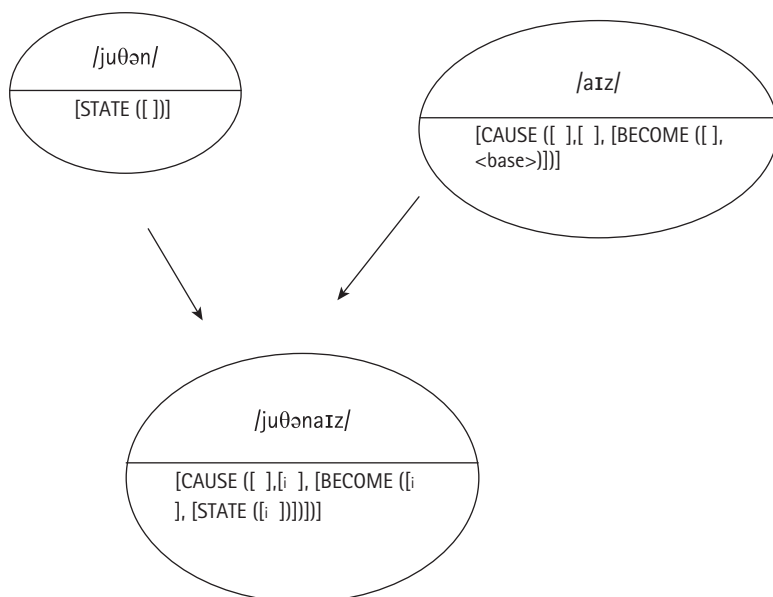 /juθən/
[STATE ([ ])]
/aɪz/
[CAUSE ([ ],[ ], [BECOME ([ ],
<base>)])]
/juθənaɪz/
[CAUSE ([ ],[i ], [BECOME ([i
], [STATE ([i ])])])]